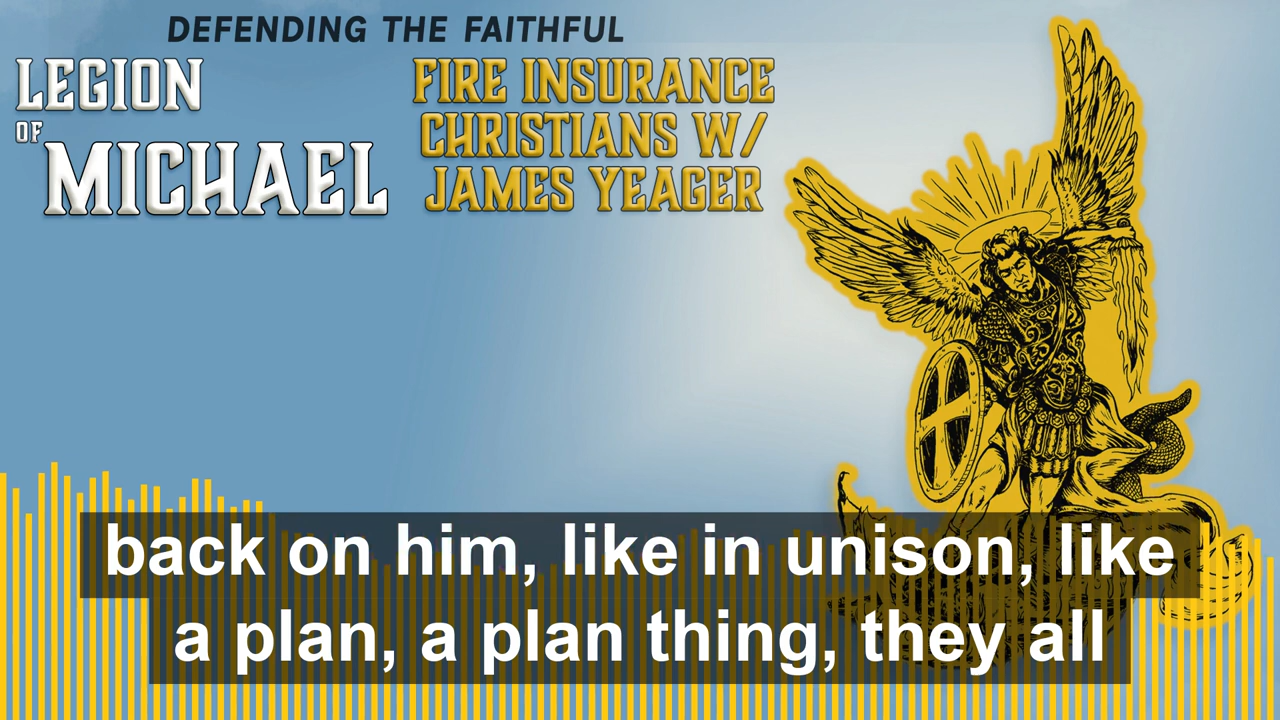 DEFENDING THE FAITHFUL
LEGION
OF
MICHAEL
FIRE INSURANCE
CHRISTIANS W/
JAMES YEAGER
back on him, like in unison, like
a plan, a plan thing, they all